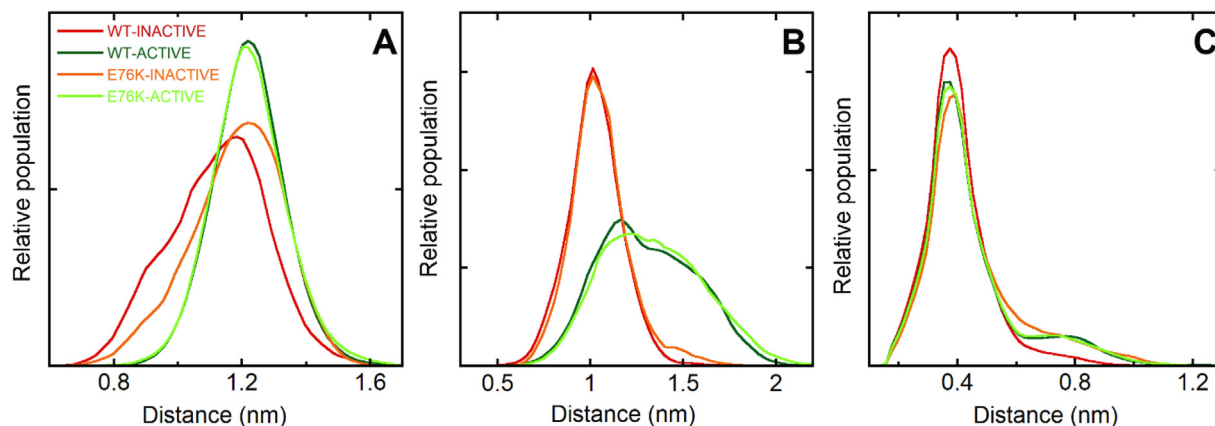 A
B
C
WT-INACTIVE
WT-ACTIVE
E76K-INACTIVE
E76K-ACTIVE
Relative population
Relative population
Relative population
0.8 1.2 1.6
0.5 1 1.5 2
0.4 0.8 1.2
Distance (nm)
Distance (nm)
Distance (nm)